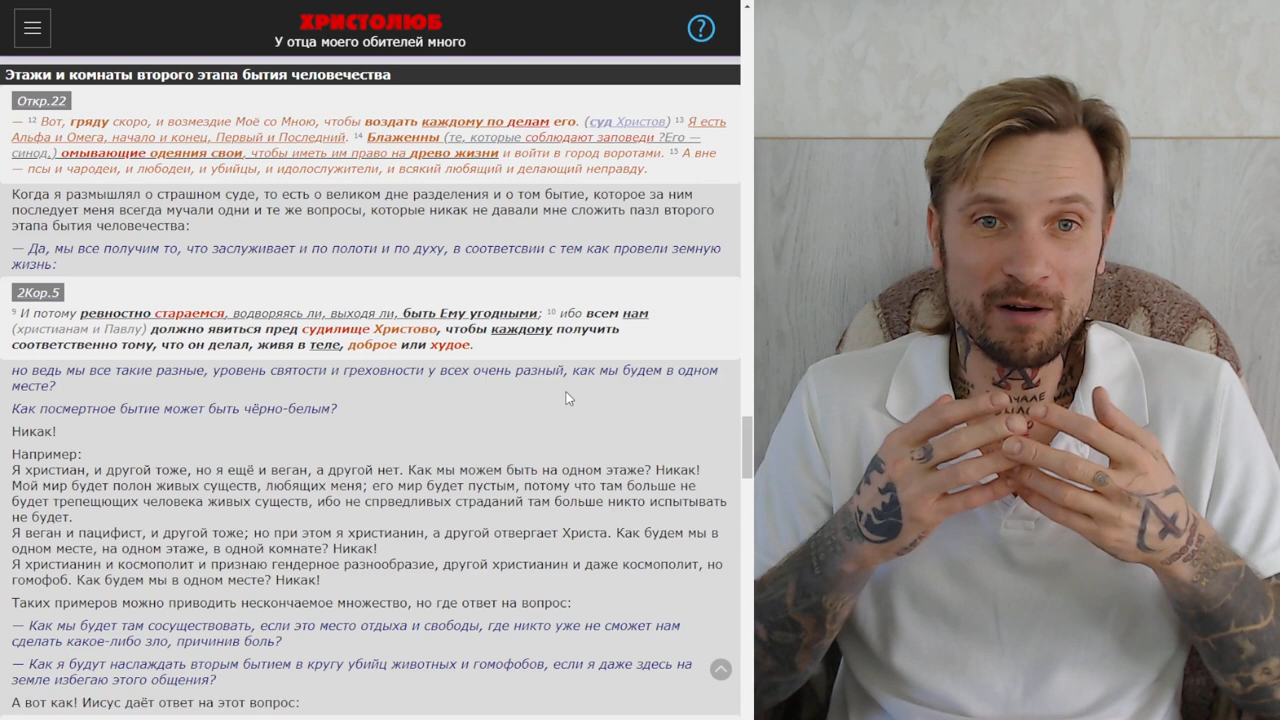 ХРИСТОЛЮБ
У отца моего обителей много
?
Этажи и комнаты второго этапа бытия человечества
Откр.22
— 12 Вот, гряду скоро, и возмездие Моё со Мною, чтобы воздать каждому по делам его. (суд Христов) 13 Я есть
Альфа и Омега, начало и конец, Первый и Последний. 14 Блаженны (те, которые соблюдают заповеди ?Его —
синод.) омывающие одеяния свои, чтобы иметь им право на древо жизни и войти в город воротами. 15 А вне
— псы и чародеи, и любодеи, и убийцы, и идолослужители, и всякий любящий и делающий неправду.
Когда я размышлял о страшном суде, то есть о великом дне разделения и о том бытие, которое за ним
последует меня всегда мучали одни и те же вопросы, которые никак не давали мне сложить пазл второго
этапа бытия человечества:
— Да, мы все получим то, что заслуживает и по полоти и по духу, в соответсвии с тем как провели земную
жизнь:
2Кор.5
9 И потому ревностно стараемся, водворяясь ли, выходя ли, быть Ему угодными; 10 ибо всем нам
(христианам и Павлу) должно явиться пред судилище Христово, чтобы каждому получить
соответственно тому, что он делал, живя в теле, доброе или худое.
но ведь мы все такие разные, уровень святости и греховности у всех очень разный, как мы будем в одном
месте?
Как посмертное бытие может быть чёрно-белым?
Никак!
Например:
Я христиан, и другой тоже, но я ещё и веган, а другой нет. Как мы можем быть на одном этаже? Никак!
Мой мир будет полон живых существ, любящих меня; его мир будет пустым, потому что там больше не
будет трепещющих человека живых существ, ибо не спрведливых страданий там больше никто испытывать
не будет.
Я веган и пацифист, и другой тоже; но при этом я христианин, а другой отвергает Христа. Как будем мы в
одном месте, на одном этаже, в одной комнате? Никак!
Я христианин и космополит и признаю гендерное разнообразие, другой христианин и даже космополит, но
гомофоб. Как будем мы в одном месте? Никак!
Таких примеров можно приводить нескончаемое множество, но где ответ на вопрос:
— Как мы будет там сосуществовать, если это место отдыха и свободы, где никто уже не сможет нам
сделать какое-либо зло, причинив боль?
— Как я будут наслаждать вторым бытием в кругу убийц животных и гомофобов, если я даже здесь на
земле избегаю этого общения?
А вот как! Иисус даёт ответ на этот вопрос: